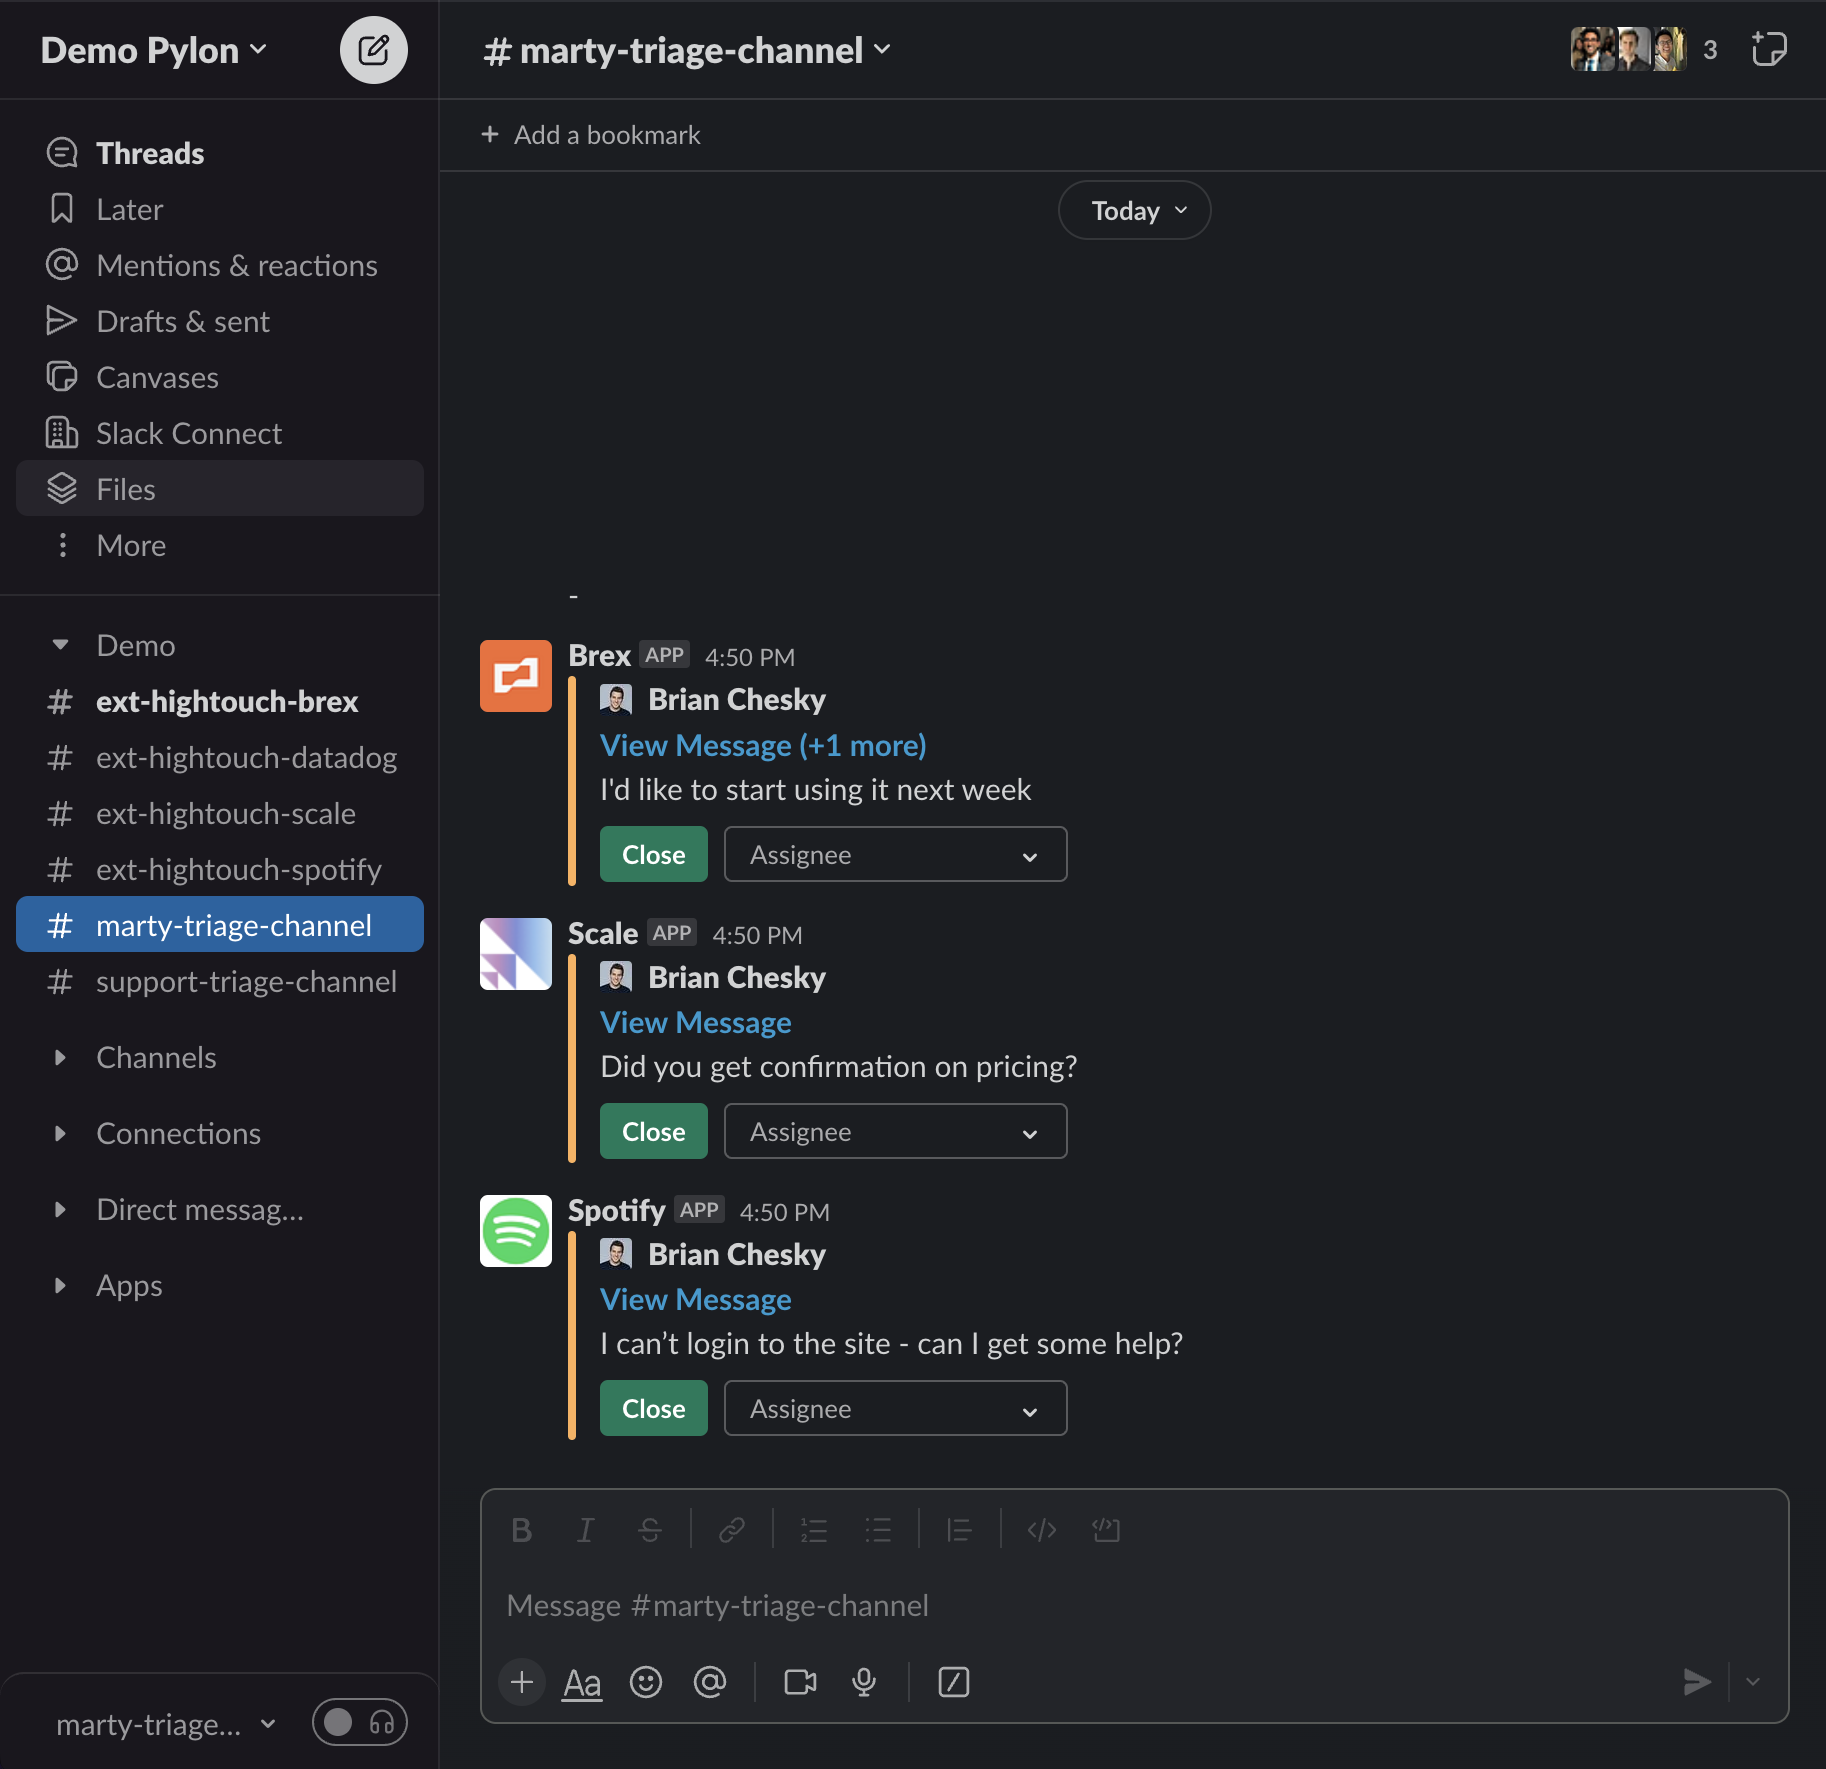 Demo Pylon
Threads
Later
Mentions & reactions
Drafts & sent
Canvases
Slack Connect
Files
More
Demo
# ext-hightouch-brex
# ext-hightouch-datadog
# ext-hightouch-scale
# ext-hightouch-spotify
# marty-triage-channel
# support-triage-channel
Channels
Connections
Direct messag...
Apps
marty-triage...
# marty-triage-channel
3
+ Add a bookmark
Today
-
Brex APP 4:50 PM
Brian Chesky
View Message (+1 more)
I'd like to start using it next week
Close Assignee
Scale APP 4:50 PM
Brian Chesky
View Message
Did you get confirmation on pricing?
Close Assignee
Spotify APP 4:50 PM
Brian Chesky
View Message
I can’t login to the site - can I get some help?
Close Assignee
B I S
Message #marty-triage-channel
Aa